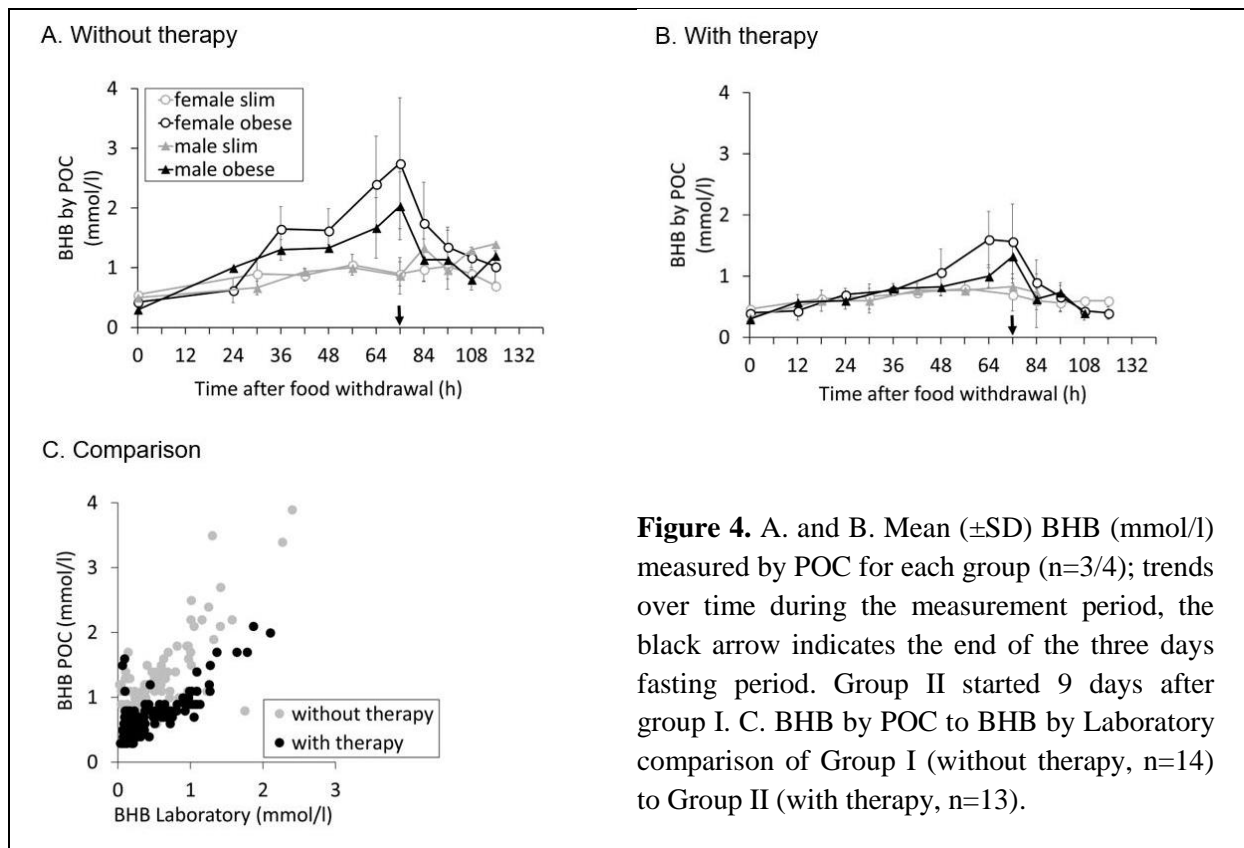 A. Without therapy
4
3
2
1
0
BHB by POC
(mmol/l)
female slim
female obese
male slim
male obese
0 12 24 36 48 64 84 108 132
Time after food withdrawal (h)
B. With therapy
4
3
2
1
0
BHB by POC
(mmol/l)
0 12 24 36 48 64 84 108 132
Time after food withdrawal (h)
C. Comparison
4
3
2
1
0
BHB POC (mmol/l)
without therapy
with therapy
0 1 2 3
BHB Laboratory (mmol/l)
Figure 4. A. and B. Mean (±SD) BHB (mmol/l)
measured by POC for each group (n=3/4); trends
over time during the measurement period, the
black arrow indicates the end of the three days
fasting period. Group II started 9 days after
group I. C. BHB by POC to BHB by Laboratory
comparison of Group I (without therapy, n=14)
to Group II (with therapy, n=13).